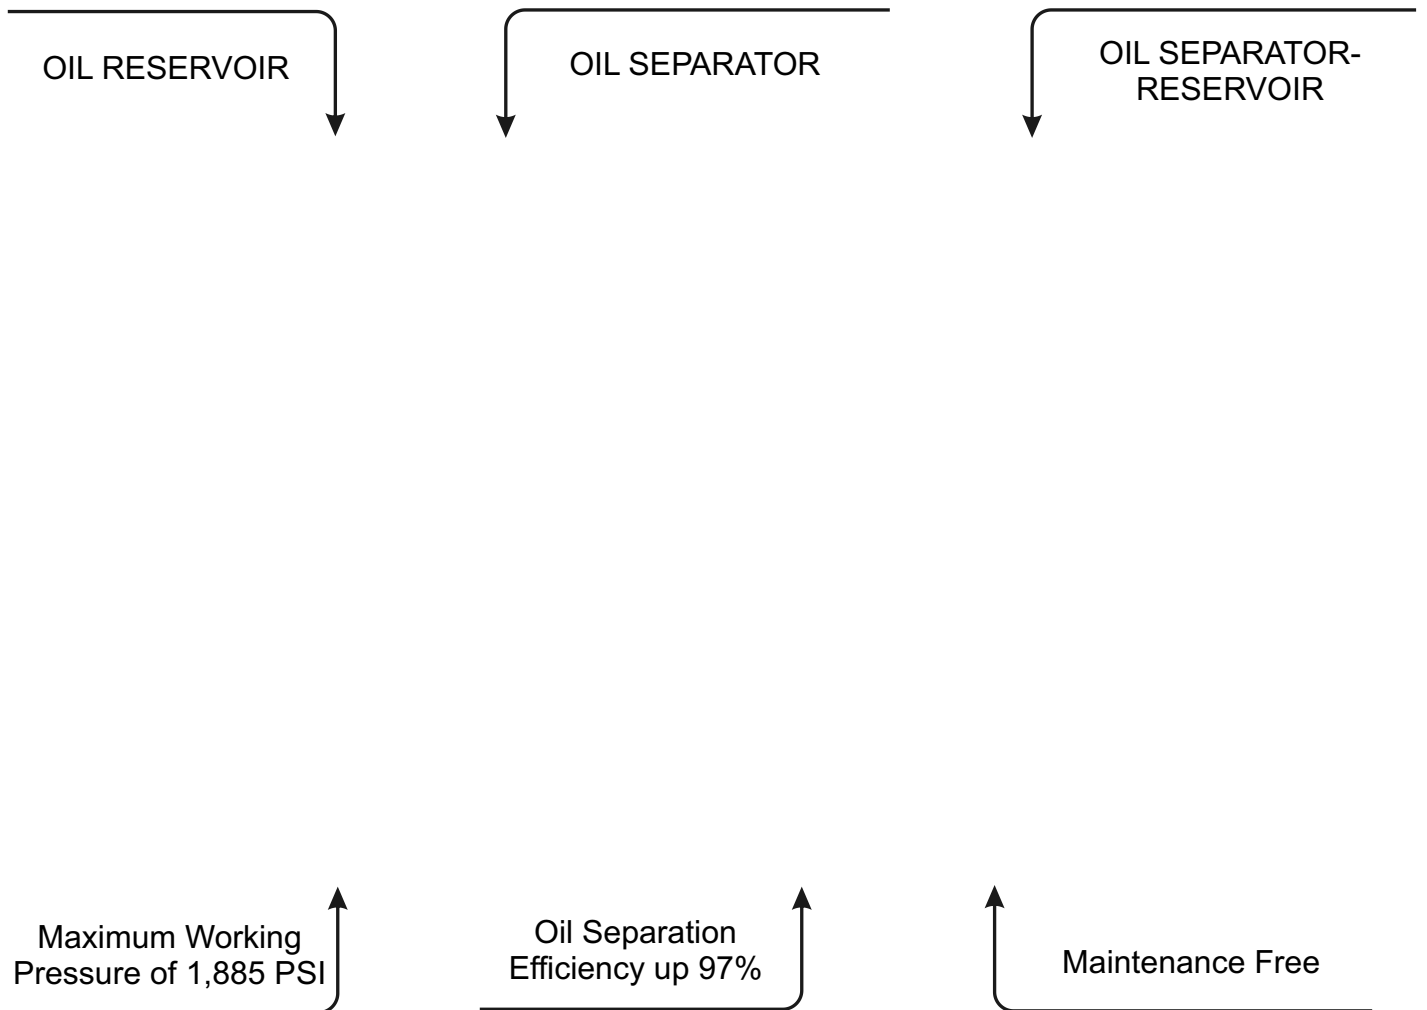 OIL RESERVOIR
OIL SEPARATOR
OIL SEPARATOR-
RESERVOIR
Maximum Working
Pressure of 1,885 PSI
Oil Separation
Efficiency up 97%
Maintenance Free